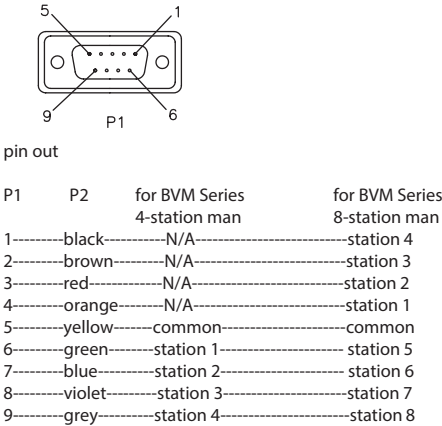 5 1
9 P1 6
pin out
P1 P2 for BVM Series for BVM Series
4-station man 8-station man
1---------black-----------N/A----------------------------station 4
2---------brown---------N/A----------------------------station 3
3---------red-------------N/A----------------------------station 2
4---------orange--------N/A----------------------------station 1
5---------yellow-------common-----------------------common
6---------green--------station 1----------------------- station 5
7---------blue----------station 2----------------------- station 6
8---------violet---------station 3-----------------------station 7
9---------grey----------station 4------------------------station 8